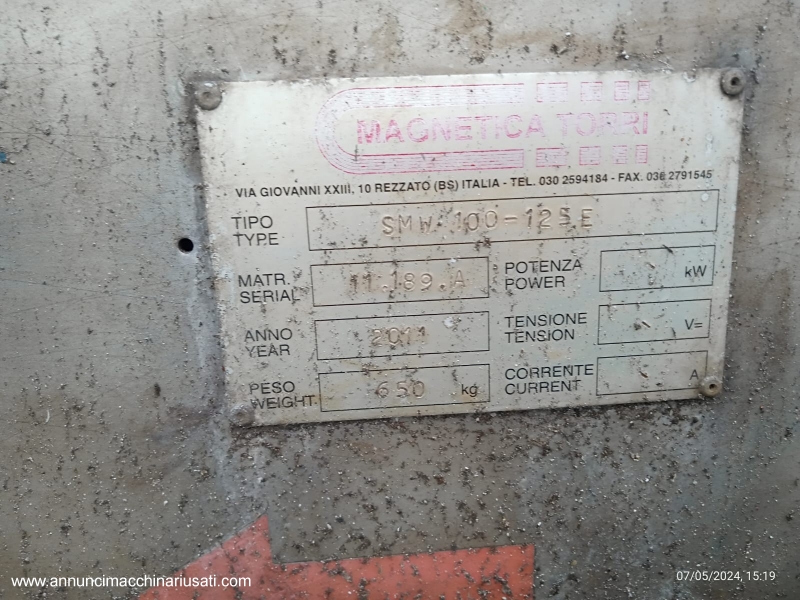 MAGNETICA TORRI
VIA GIOVANNI XXIII, 10 REZZATO (BS) ITALIA - TEL. 030 2594184 - FAX. 036 2791545
TIPO
TYPE
SMW 100-125E
MATR.
SERIAL
11.189.A
POTENZA
POWER
kW
ANNO
YEAR
2011
TENSIONE
TENSION
V=
PESO
WEIGHT
650 kg
CORRENTE
CURRENT
A
www.annuncimacchinariusati.com
07/05/2024, 15:19